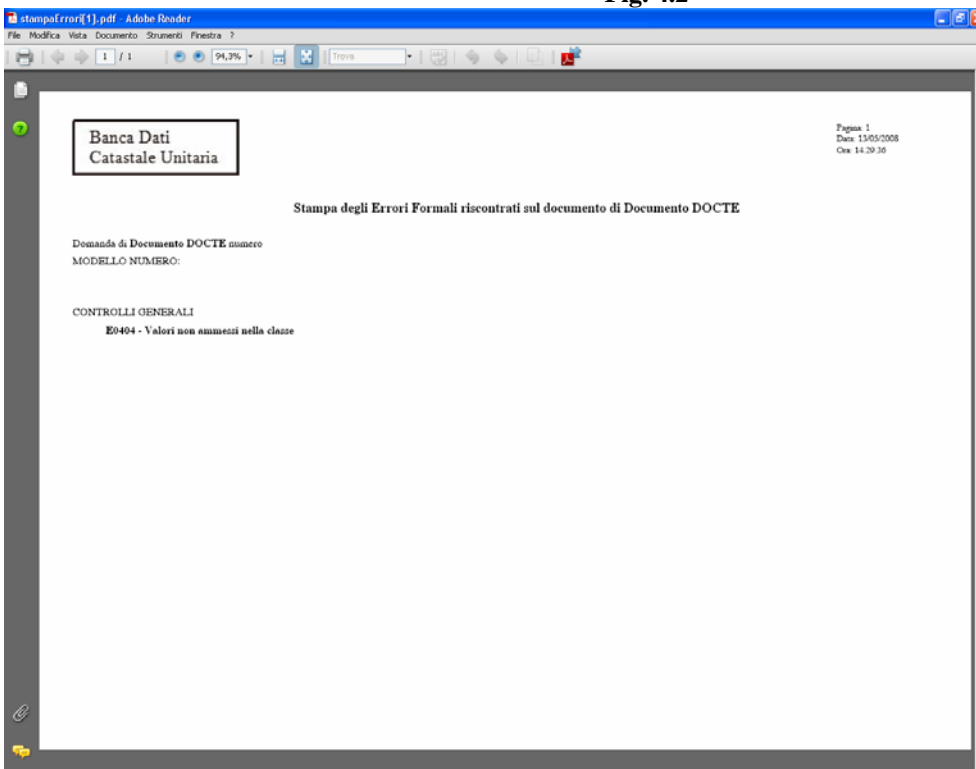 Fig. 4.2
stampaErrori[1].pdf - Adobe Reader
File Modifica Vista Documento Strumenti Finestra ?
1 / 1 94,3% Trova
Banca Dati
Catastale Unitaria
Pagina: 1
Data: 13/05/2008
Ora: 14.29.36
Stampa degli Errori Formali riscontrati sul documento di Documento DOCTE
Domanda di Documento DOCTE numero
MODELLO NUMERO:
CONTROLLI GENERALI
E0404 - Valori non ammessi nella classe